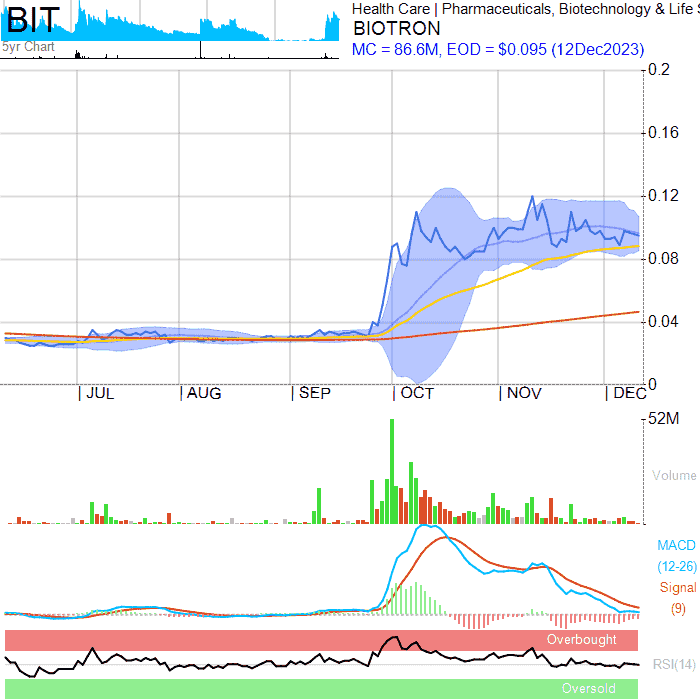 BIT
5yr Chart
Health Care | Pharmaceuticals, Biotechnology & Life S
BIOTRON
MC = 86.6M, EOD = $0.095 (12Dec2023)
0.2
0.16
0.12
0.08
0.04
0
JUL AUG SEP OCT NOV DEC
52M
Volume
MACD
(12-26)
Signal
(9)
Overbought
RSI(14)
Oversold